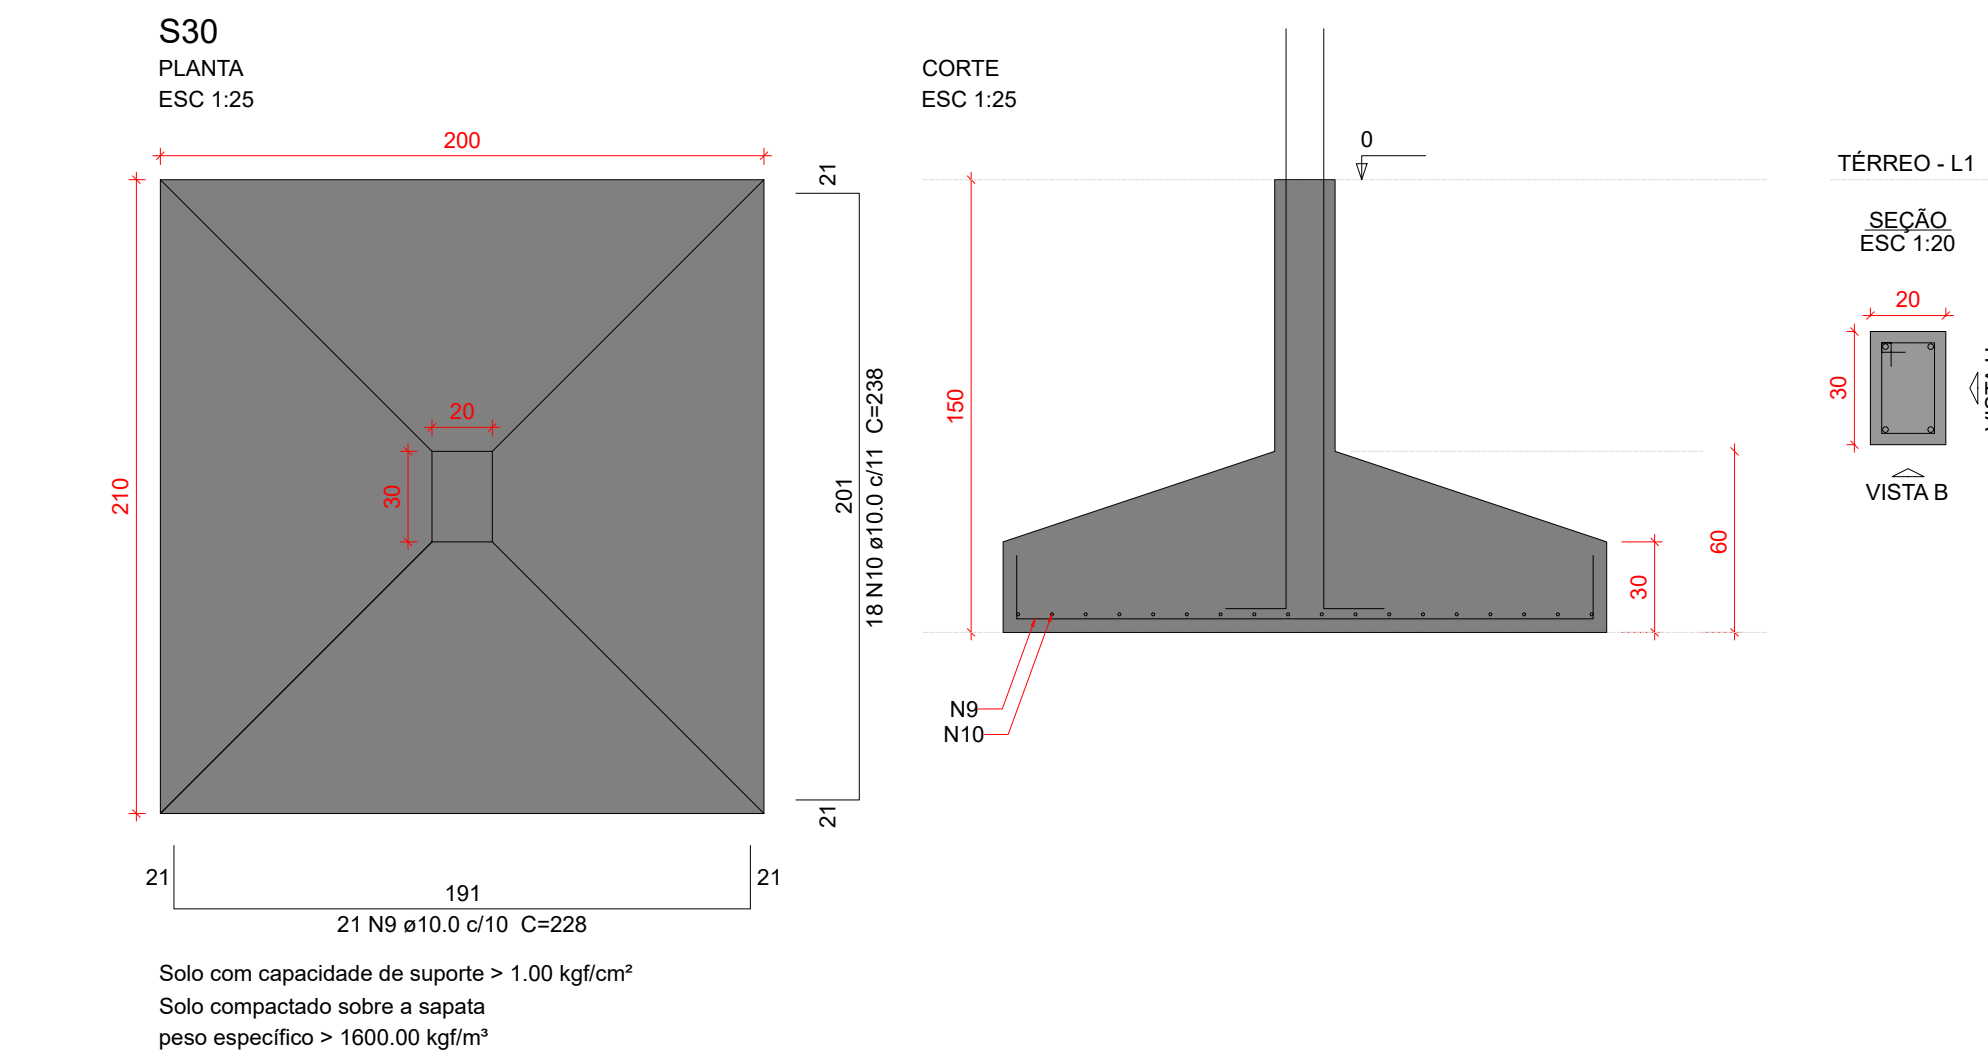 S30
PLANTA
ESC 1:25
200
210
20
30
21
201
18 N10 ø10.0 c/11 C=238
21
21
191
21
21 N9 ø10.0 c/10 C=228
Solo com capacidade de suporte > 1.00 kgf/cm²
Solo compactado sobre a sapata
peso específico > 1600.00 kgf/m³
CORTE
ESC 1:25
0
150
60
30
N9
N10
TÉRREO - L1
SEÇÃO
ESC 1:20
20
30
VISTA B